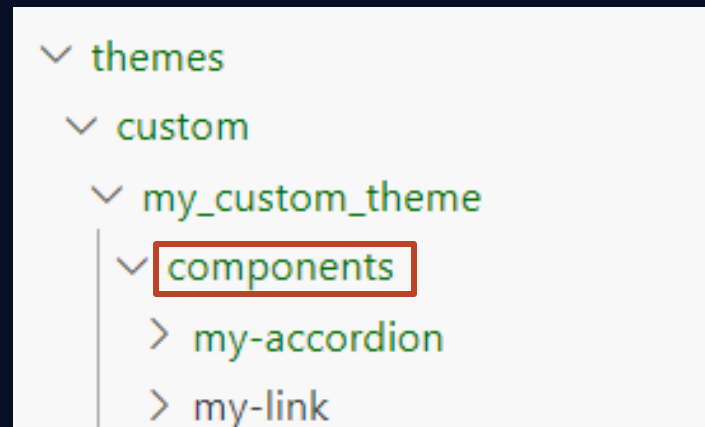 themes
custom
my_custom_theme
components
my-accordion
my-link